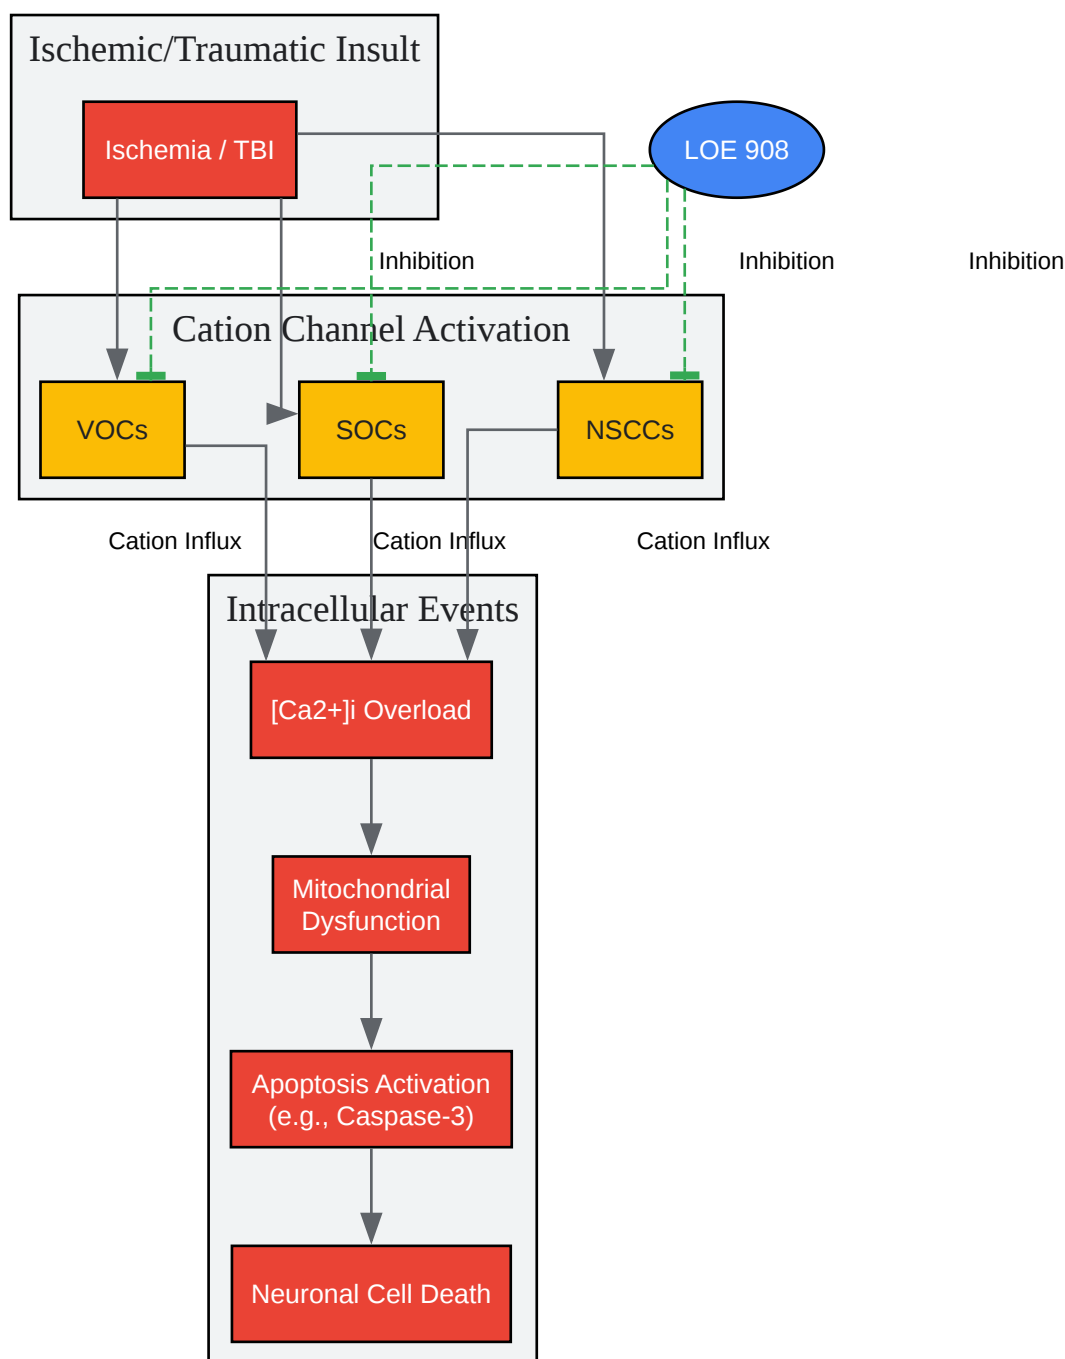 Ischemic/Traumatic Insult
Ischemia / TBI
LOE 908
Inhibition
Inhibition
Inhibition
Cation Channel Activation
VOCs
SOCs
NSCCs
Cation Influx
Cation Influx
Cation Influx
Intracellular Events
[Ca2+]i Overload
Mitochondrial
Dysfunction
Apoptosis Activation
(e.g., Caspase-3)
Neuronal Cell Death